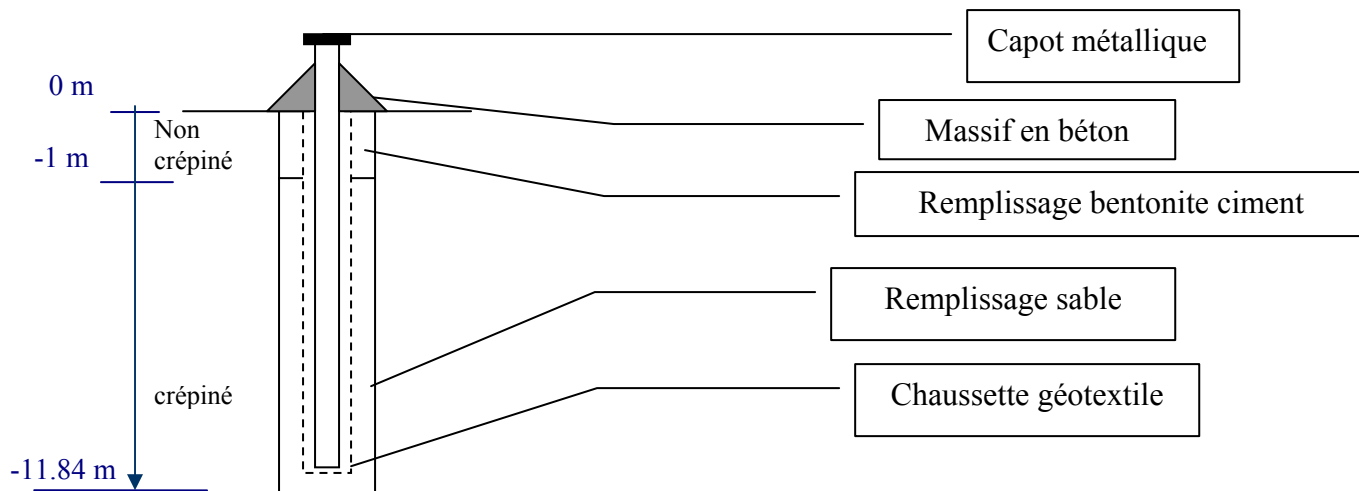 Capot métallique
0 m
Massif en béton
Non
crépiné
-1 m
Remplissage bentonite ciment
Remplissage sable
crépiné
Chaussette géotextile
-11.84 m